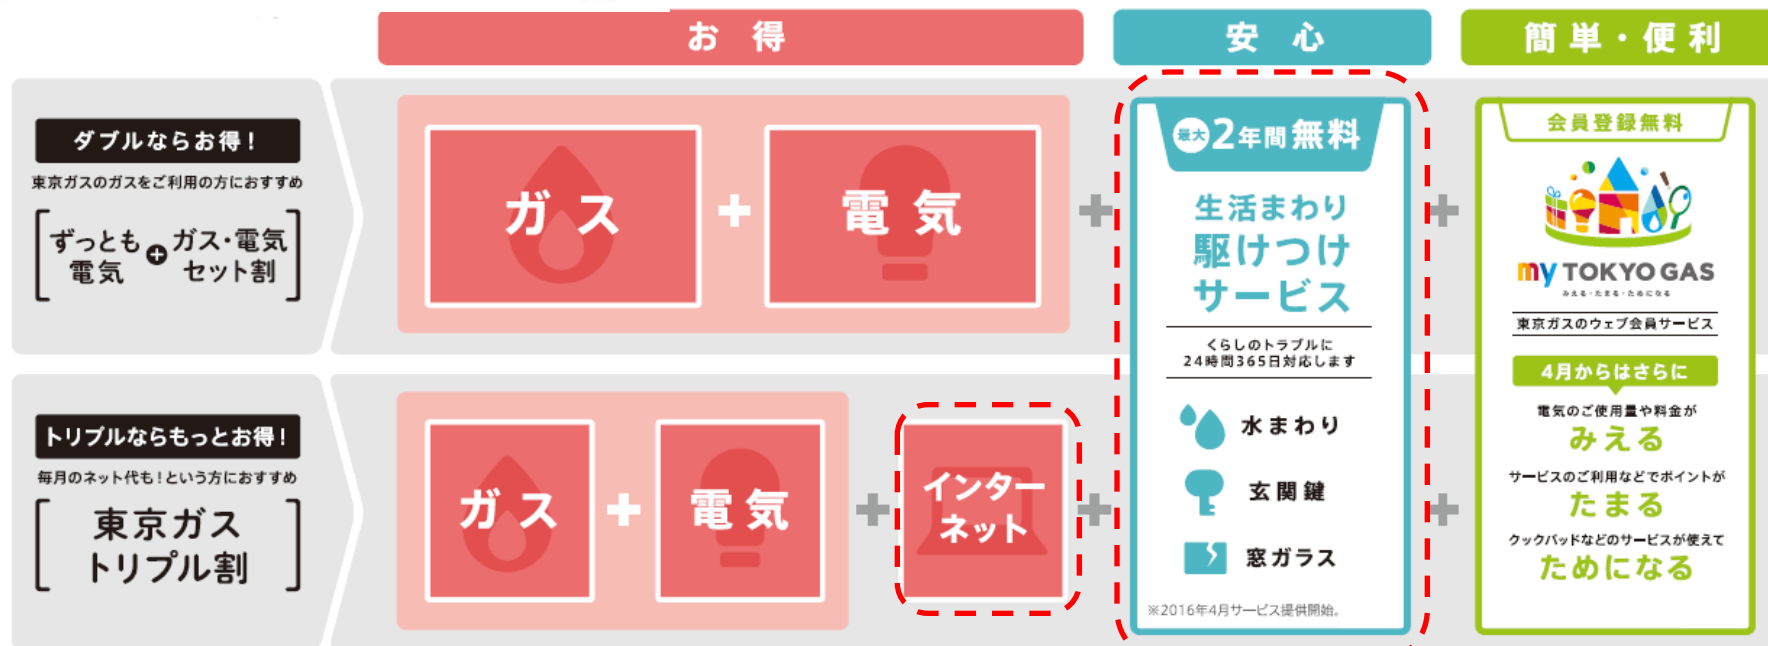 お得
安心
簡単・便利
ダブルならお得!
東京ガスのガスをご利用の方におすすめ
ずっとも
電気
+
ガス・電気
セット割
ガス
+
電気
+
最大2年間無料
生活まわり
駆けつけ
サービス
くらしのトラブルに
24時間365日対応します
水まわり
玄関鍵
窓ガラス
※2016年4月サービス提供開始。
+
会員登録無料
my TOKYO GAS
みえる・たまる・ためになる
東京ガスのウェブ会員サービス
4月からはさらに
電気のご使用量や料金が
みえる
サービスのご利用などでポイントが
たまる
クックパッドなどのサービスが使えて
ためになる
トリプルならもっとお得!
毎月のネット代も!という方におすすめ
東京ガス
トリプル割
ガス
+
電気
+
インター
ネット
+
+